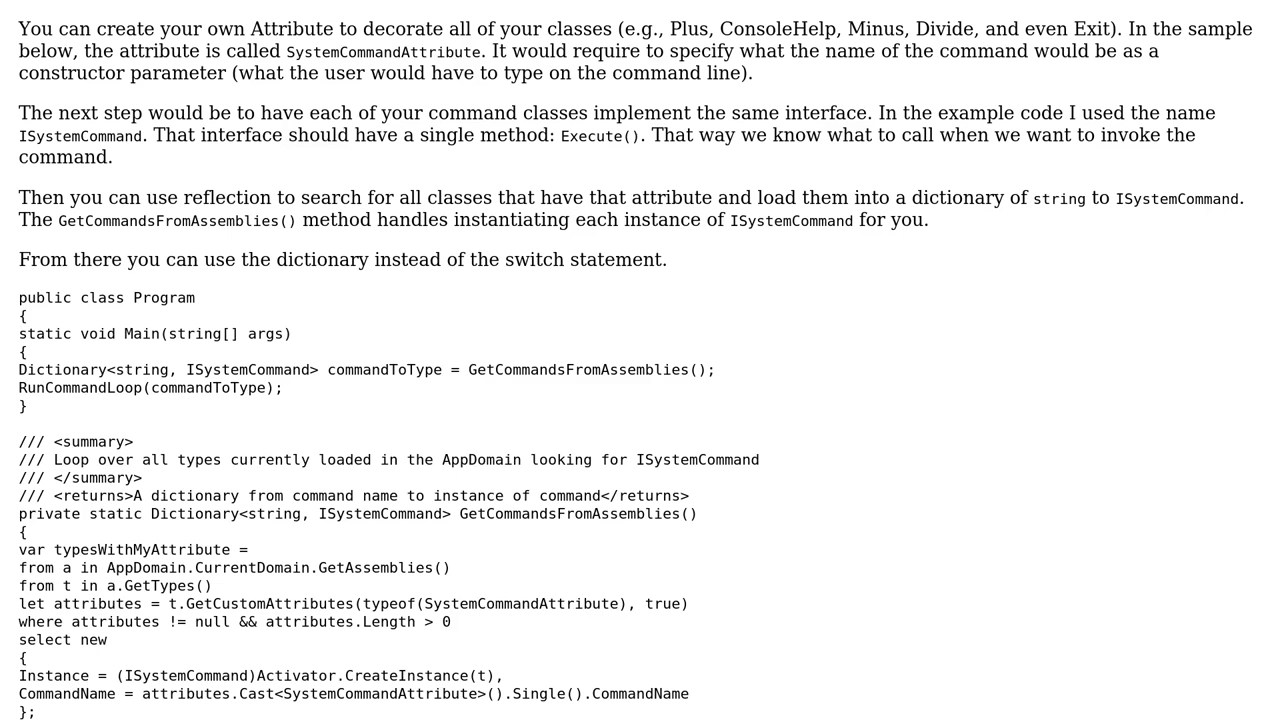 You can create your own Attribute to decorate all of your classes (e.g., Plus, ConsoleHelp, Minus, Divide, and even Exit). In the sample
below, the attribute is called SystemCommandAttribute. It would require to specify what the name of the command would be as a
constructor parameter (what the user would have to type on the command line).
The next step would be to have each of your command classes implement the same interface. In the example code I used the name
ISystemCommand. That interface should have a single method: Execute(). That way we know what to call when we want to invoke the
command.
Then you can use reflection to search for all classes that have that attribute and load them into a dictionary of string to ISystemCommand.
The GetCommandsFromAssemblies() method handles instantiating each instance of ISystemCommand for you.
From there you can use the dictionary instead of the switch statement.
public class Program
{
static void Main(string[] args)
{
Dictionary<string, ISystemCommand> commandToType = GetCommandsFromAssemblies();
RunCommandLoop(commandToType);
}
/// <summary>
/// Loop over all types currently loaded in the AppDomain looking for ISystemCommand
/// </summary>
/// <returns>A dictionary from command name to instance of command</returns>
private static Dictionary<string, ISystemCommand> GetCommandsFromAssemblies()
{
var typesWithMyAttribute =
from a in AppDomain.CurrentDomain.GetAssemblies()
from t in a.GetTypes()
let attributes = t.GetCustomAttributes(typeof(SystemCommandAttribute), true)
where attributes != null && attributes.Length > 0
select new
{
Instance = (ISystemCommand)Activator.CreateInstance(t),
CommandName = attributes.Cast<SystemCommandAttribute>().Single().CommandName
};